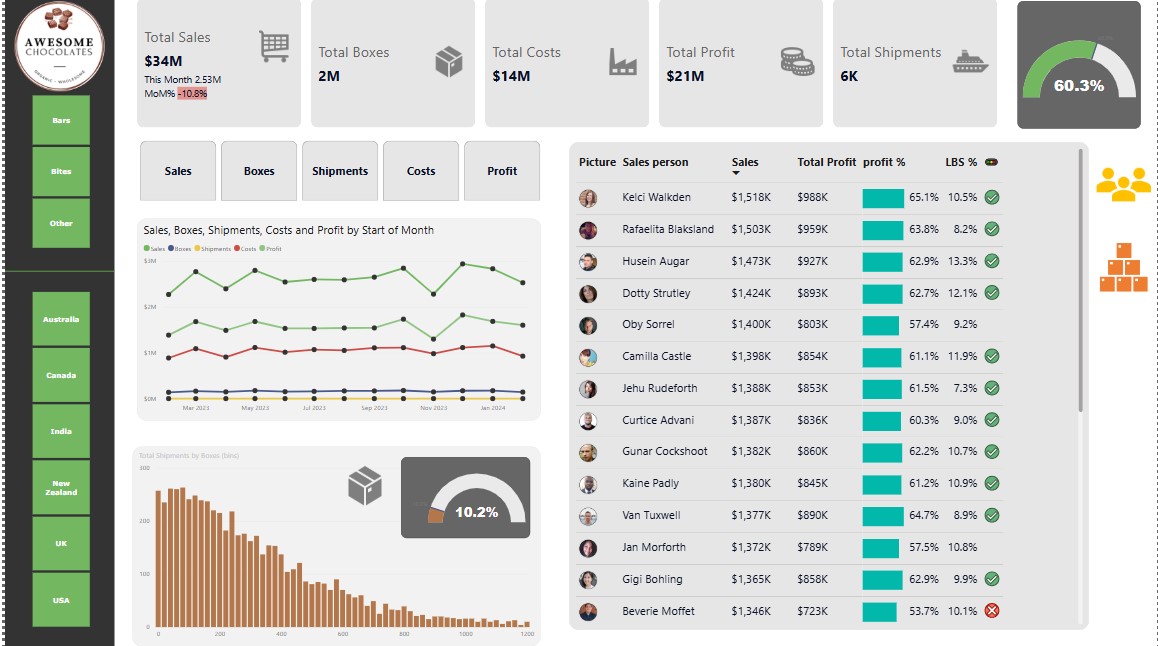 AWESOME
CHOCOLATES
ORGANIC - WHOLESOME
Bars
Bites
Other
Australia
Canada
India
New
Zealand
UK
USA
Total Sales
$34M
This Month 2.53M
MoM% -10.8%
Total Boxes
2M
Total Costs
$14M
Total Profit
$21M
Total Shipments
6K
60.3%
Sales
Boxes
Shipments
Costs
Profit
Sales, Boxes, Shipments, Costs and Profit by Start of Month
Sales Boxes Shipments Costs Profit
$3M
$2M
$1M
$0M
Mar 2023 May 2023 Jul 2023 Sep 2023 Nov 2023 Jan 2024
Total Shipments by Boxes (bins)
300
200
100
0
0 200 400 600 800 1000 1200
10.2%
Picture Sales person Sales Total Profit profit % LBS %
Kelci Walkden $1,518K $988K 65.1% 10.5%
Rafaelita Blaksland $1,503K $959K 63.8% 8.2%
Husein Augar $1,473K $927K 62.9% 13.3%
Dotty Strutley $1,424K $893K 62.7% 12.1%
Oby Sorrel $1,400K $803K 57.4% 9.2%
Camilla Castle $1,398K $854K 61.1% 11.9%
Jehu Rudeforth $1,388K $853K 61.5% 7.3%
Curtice Advani $1,387K $836K 60.3% 9.0%
Gunar Cockshoot $1,382K $860K 62.2% 10.7%
Kaine Padly $1,380K $845K 61.2% 10.9%
Van Tuxwell $1,377K $890K 64.7% 8.9%
Jan Morforth $1,372K $789K 57.5% 10.8%
Gigi Bohling $1,365K $858K 62.9% 9.9%
Beverie Moffet $1,346K $723K 53.7% 10.1%